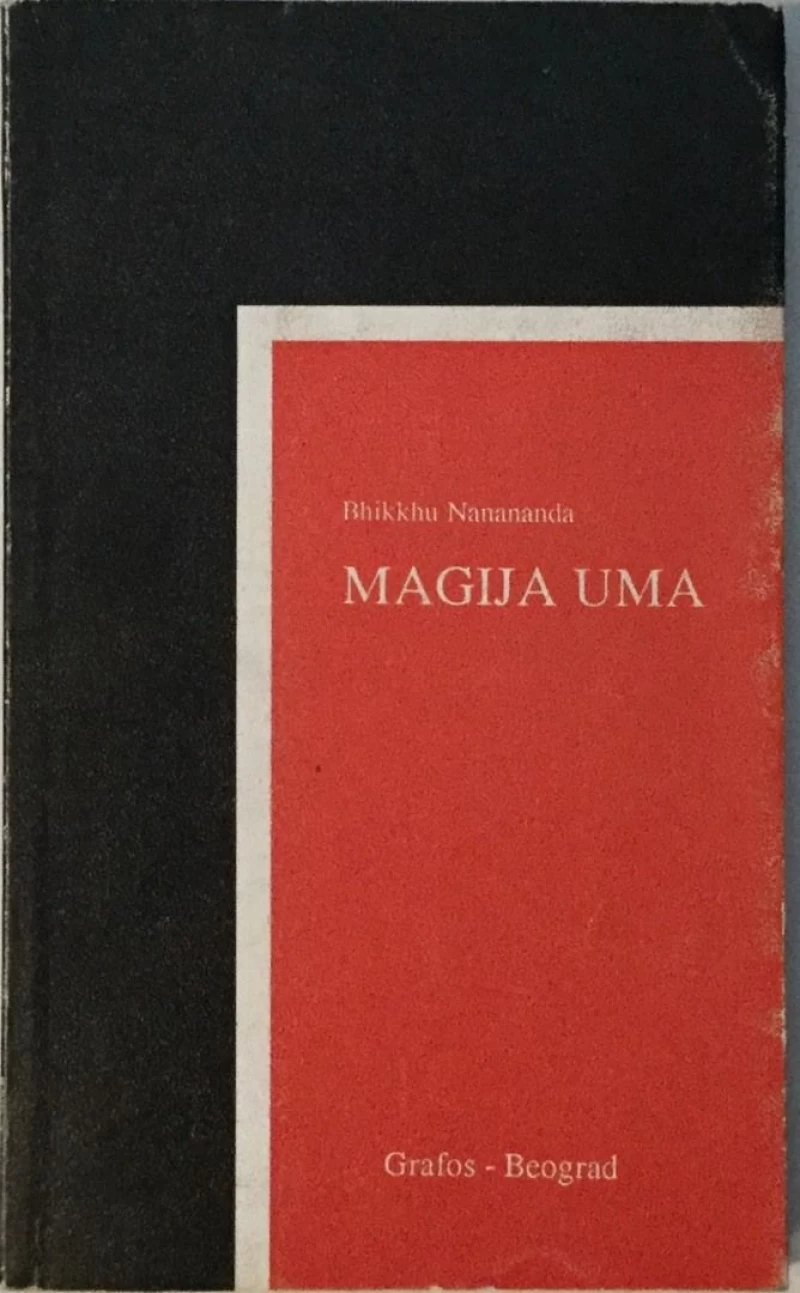 Bhikkhu Nanananda
MAGIJA UMA
Grafos - Beograd